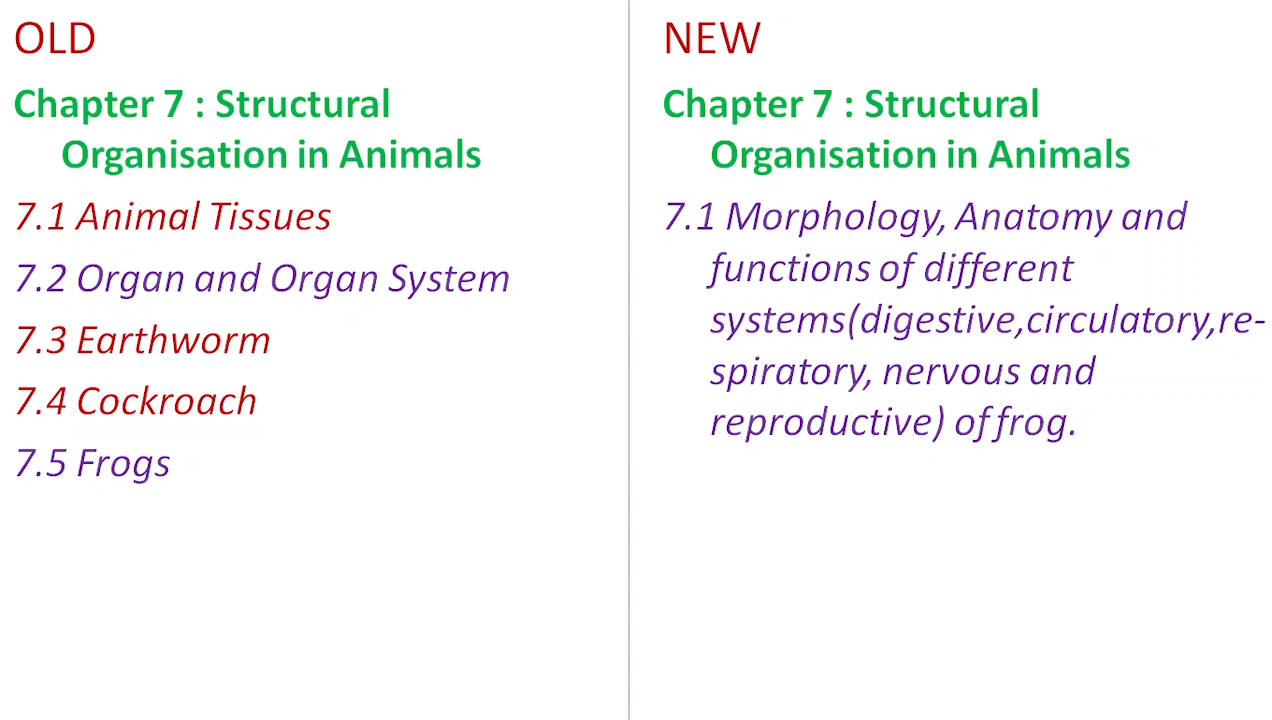 OLD
Chapter 7 : Structural
Organisation in Animals
7.1 Animal Tissues
7.2 Organ and Organ System
7.3 Earthworm
7.4 Cockroach
7.5 Frogs
NEW
Chapter 7 : Structural
Organisation in Animals
7.1 Morphology, Anatomy and
functions of different
systems(digestive,circulatory,re-
spiratory, nervous and
reproductive) of frog.